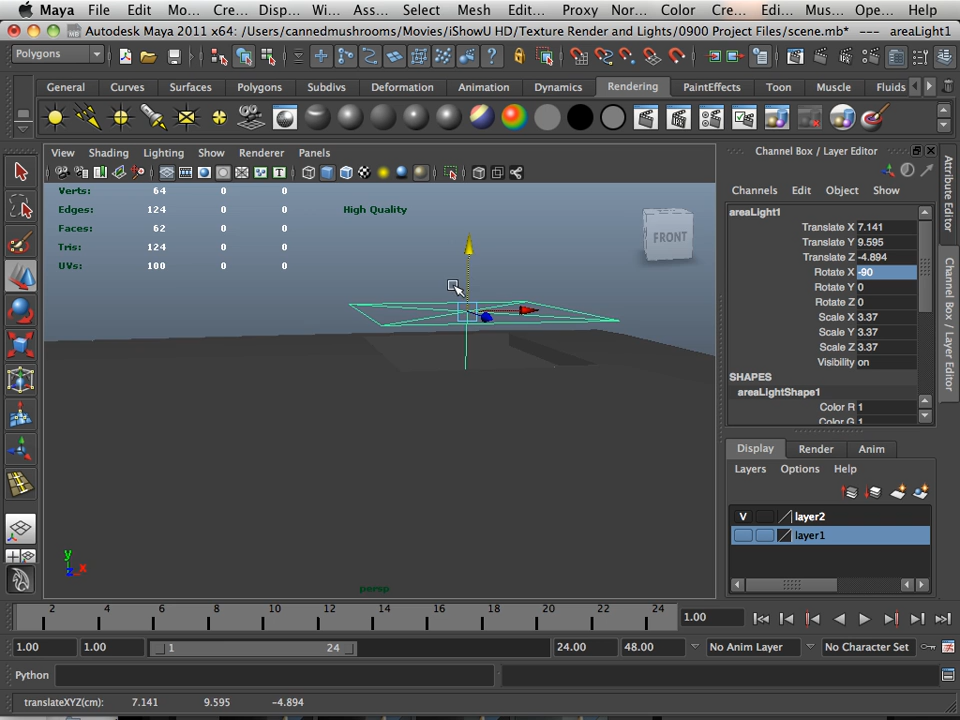 Maya File Edit Mo... Cre... Disp... Wi... Ass... Select Mesh Edit... Proxy Nor... Color Cre... Edi... Mus... Ope... Help
Autodesk Maya 2011 x64: /Users/cannedmushrooms/Movies/iShowU HD/Texture Render and Lights/0900 Project Files/scene.mb* --- areaLight1
Polygons
General Curves Surfaces Polygons Subdivs Deformation Animation Dynamics Rendering PaintEffects Toon Muscle Fluids
View Shading Lighting Show Renderer Panels
Channel Box / Layer Editor
Channels Edit Object Show
Verts: 64 0 0
Edges: 124 0 0
Faces: 62 0 0
Tris: 124 0 0
UVs: 100 0 0
High Quality
FRONT
areaLight1
Translate X 7.141
Translate Y 9.595
Translate Z -4.894
Rotate X -90
Rotate Y 0
Rotate Z 0
Scale X 3.37
Scale Y 3.37
Scale Z 3.37
Visibility on
SHAPES
areaLightShape1
Color R 1
Color G 1
Attribute Editor
Channel Box / Layer Editor
Display Render Anim
Layers Options Help
V layer2
layer1
y
z x
persp
2 4 6 8 10 12 14 16 18 20 22 24
1.00
1.00 1.00 1 24 24.00 48.00 No Anim Layer No Character Set
Python
translateXYZ(cm): 7.141 9.595 -4.894